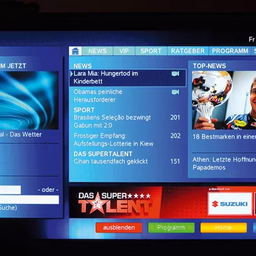 Fr
NEWS VIP SPORT RATGEBER PROGRAMM S
M JETZT
al - Das Wetter
- oder -
Suche)
NEWS
Lara Mia: Hungertod im
Kinderbett
Obamas peinliche
Herausforderer
SPORT
Brasiliens Seleção bezwingt 201
Gabun mit 2:0
Frostiger Empfang: 202
Aufstellungs-Lotterie in Kiew
DAS SUPERTALENT
Cihan tausendfach geklickt 151
TOP-NEWS
18 Bestmarken in einer
Athen: Letzte Hoffnun
Papademos
DAS SUPER
TALENT
SUZUKI
ausblenden Programm Home